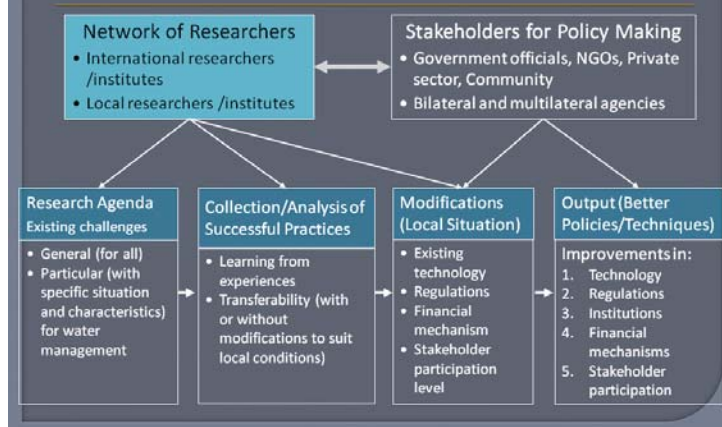 Network of Researchers
• International researchers
/institutes
• Local researchers /institutes
Stakeholders for Policy Making
• Government officials, NGOs, Private
sector, Community
• Bilateral and multilateral agencies
Research Agenda
Existing challenges
• General (for all)
• Particular (with
specific situation
and characteristics)
for water
management
Collection/Analysis of
Successful Practices
• Learning from
experiences
• Transferability (with
or without
modifications to suit
local conditions)
Modifications
(Local Situation)
• Existing
technology
• Regulations
• Financial
mechanism
• Stakeholder
participation
level
Output (Better
Policies/Techniques)
Improvements in:
1. Technology
2. Regulations
3. Institutions
4. Financial
mechanisms
5. Stakeholder
participation